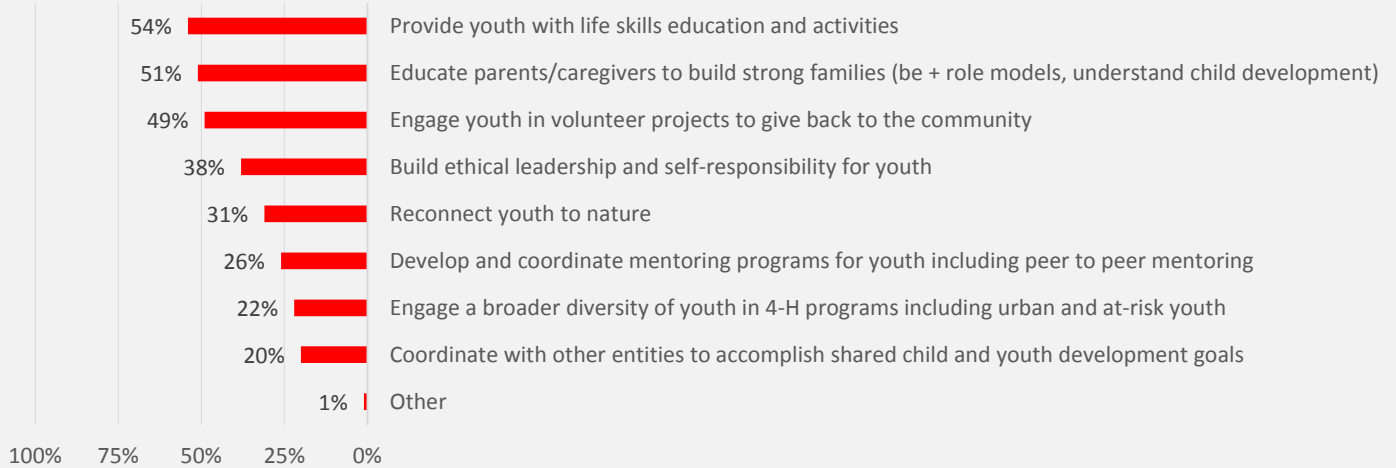 54% Provide youth with life skills education and activities
51% Educate parents/caregivers to build strong families (be + role models, understand child development)
49% Engage youth in volunteer projects to give back to the community
38% Build ethical leadership and self-responsibility for youth
31% Reconnect youth to nature
26% Develop and coordinate mentoring programs for youth including peer to peer mentoring
22% Engage a broader diversity of youth in 4-H programs including urban and at-risk youth
20% Coordinate with other entities to accomplish shared child and youth development goals
1% Other
100% 75% 50% 25% 0%